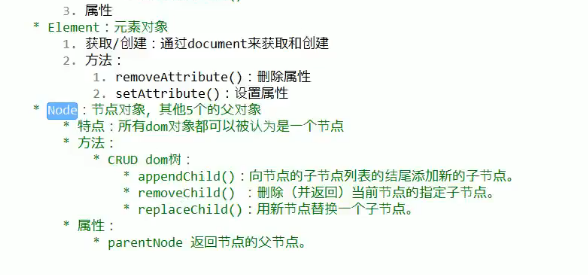 3. 属性
* Element：元素对象
1. 获取/创建：通过document来获取和创建
2. 方法：
1. removeAttribute()：删除属性
2. setAttribute()：设置属性
* Node：节点对象，其他5个的父对象
* 特点：所有dom对象都可以被认为是一个节点
* 方法：
* CRUD dom树：
* appendChild()：向节点的子节点列表的结尾添加新的子节点。
* removeChild() ：删除（并返回）当前节点的指定子节点。
* replaceChild()：用新节点替换一个子节点。
* 属性：
* parentNode 返回节点的父节点。